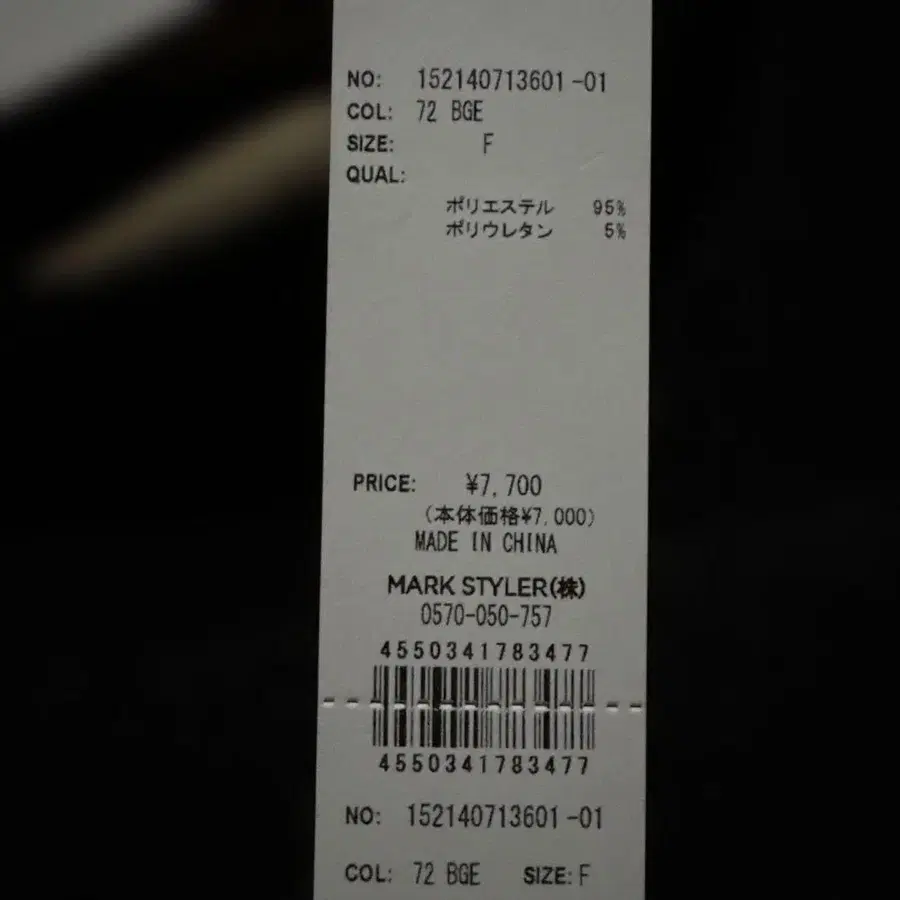 NO: 152140713601-01
COL: 72 BGE
SIZE: F
QUAL:
ポリエステル 95%
ポリウレタン 5%
PRICE: ¥7,700
(本体価格¥7,000)
MADE IN CHINA
MARK STYLER(株)
0570-050-757
4550341783477
4550341783477
NO: 152140713601-01
COL: 72 BGE SIZE: F